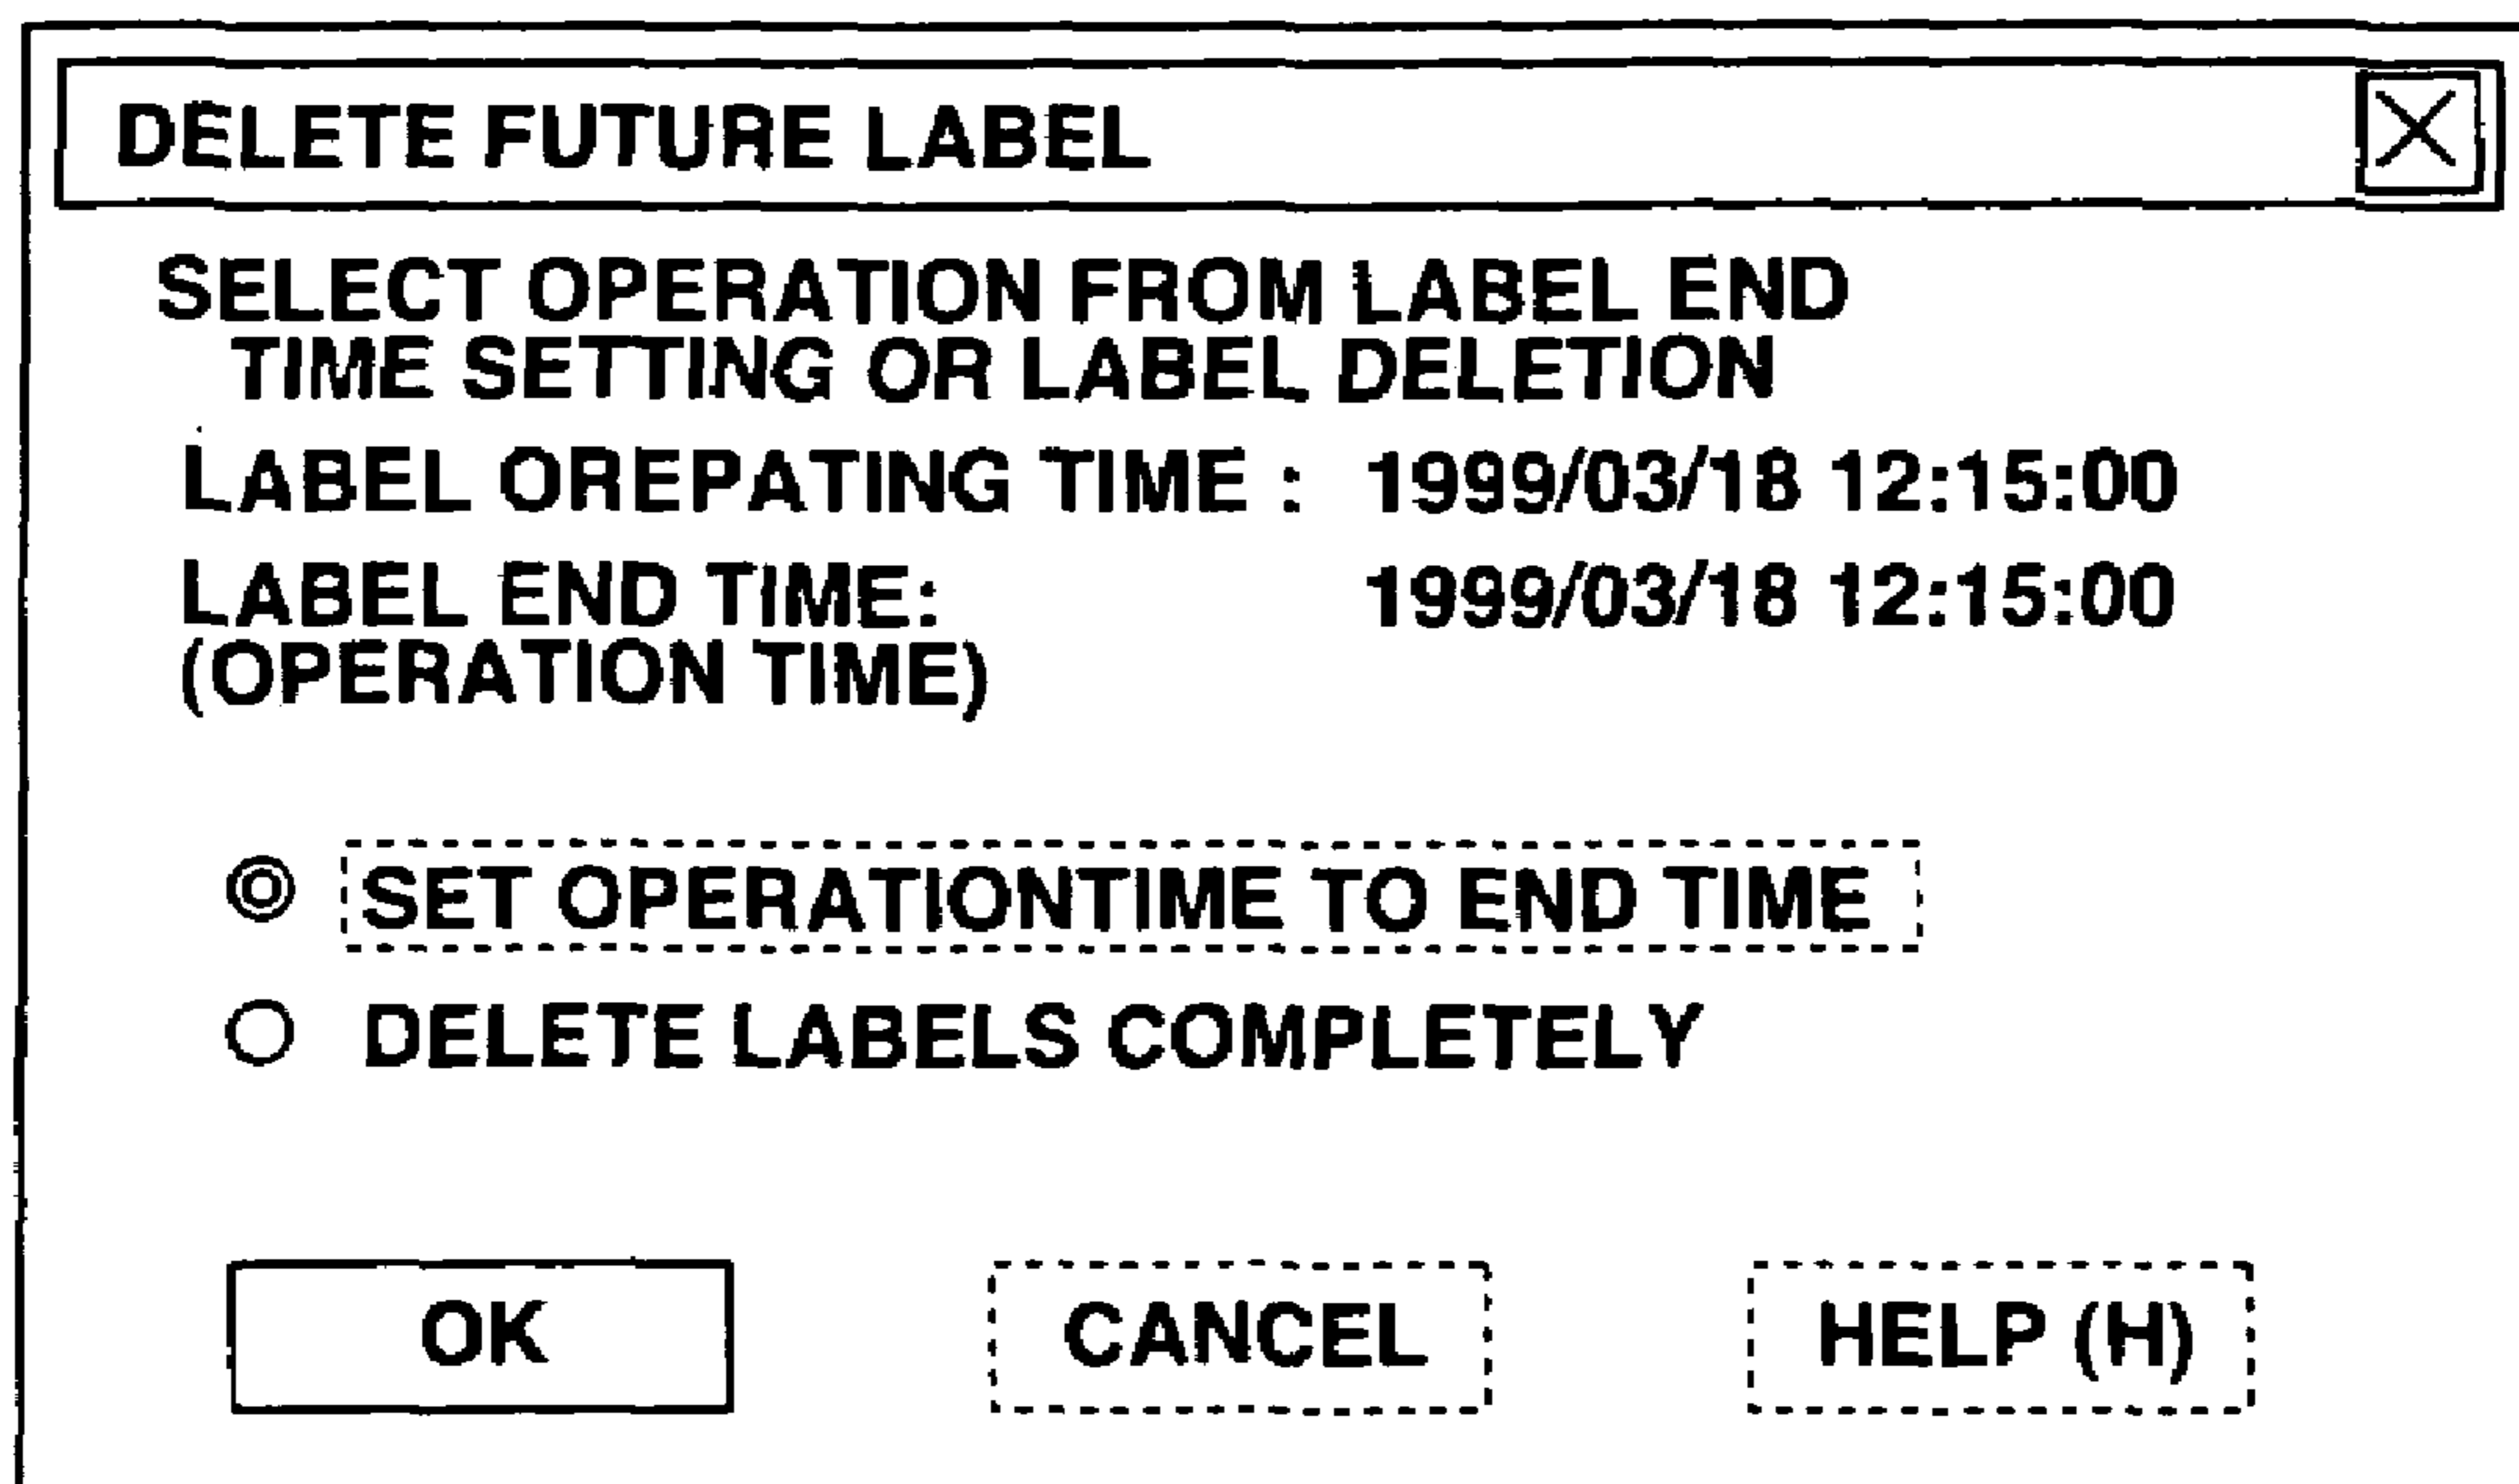 DELETE FUTURE LABEL
SELECT OPERATION FROM LABEL END
TIME SETTING OR LABEL DELETION
LABEL OREPATING TIME : 1999/03/18 12:15:00
LABEL END TIME: 1999/03/18 12:15:00
(OPERATION TIME)
SET OPERATIONTIME TO END TIME
DELETE LABELS COMPLETELY
OK CANCEL HELP (H)